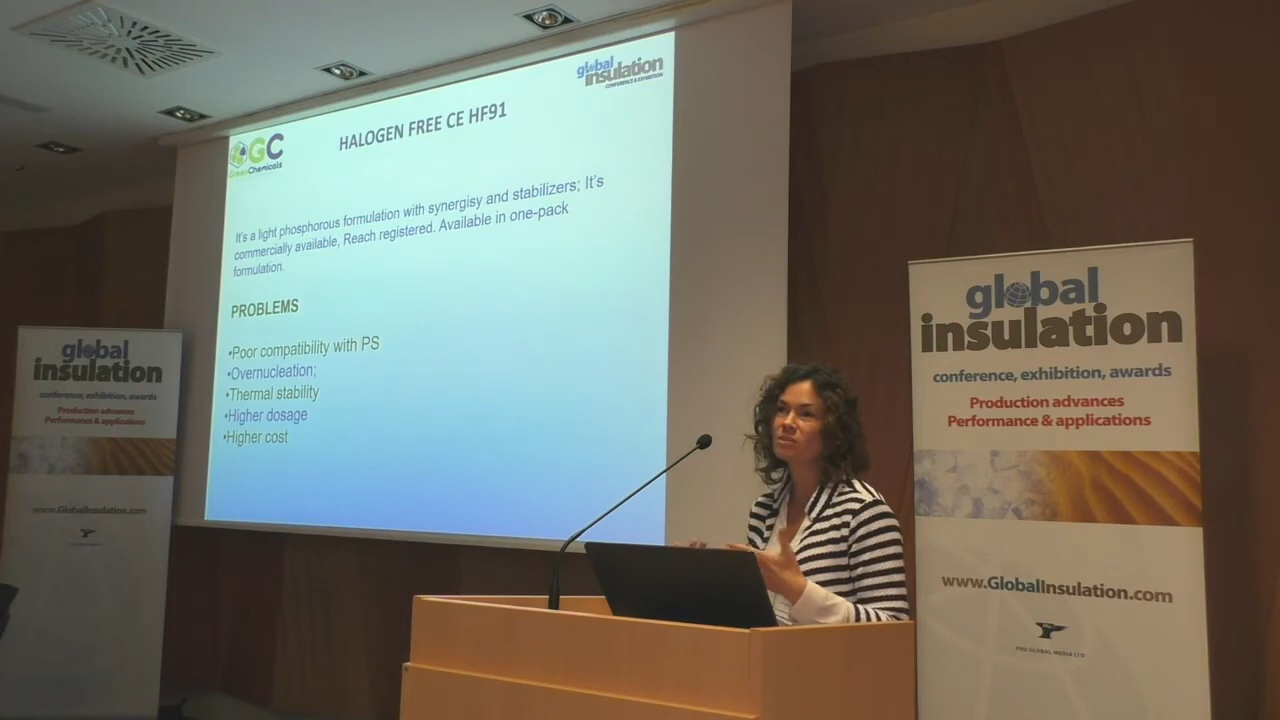 global
insulation
CONFERENCE & EXHIBITION
GC
GreenChemicals
HALOGEN FREE CE HF91
It's a light phosphorous formulation with synergisy and stabilizers; It's
commercially available, Reach registered. Available in one-pack
formulation.
PROBLEMS
•Poor compatibility with PS
•Overnucleation;
•Thermal stability
•Higher dosage
•Higher cost
global
insulation
conference, exhibition, awards
Production advances
Performance & applications
www.GlobalInsulation.com
global
insulation
conference, exhibition, awards
Production advances
Performance & applications
www.GlobalInsulation.com
PRO GLOBAL MEDIA LTD